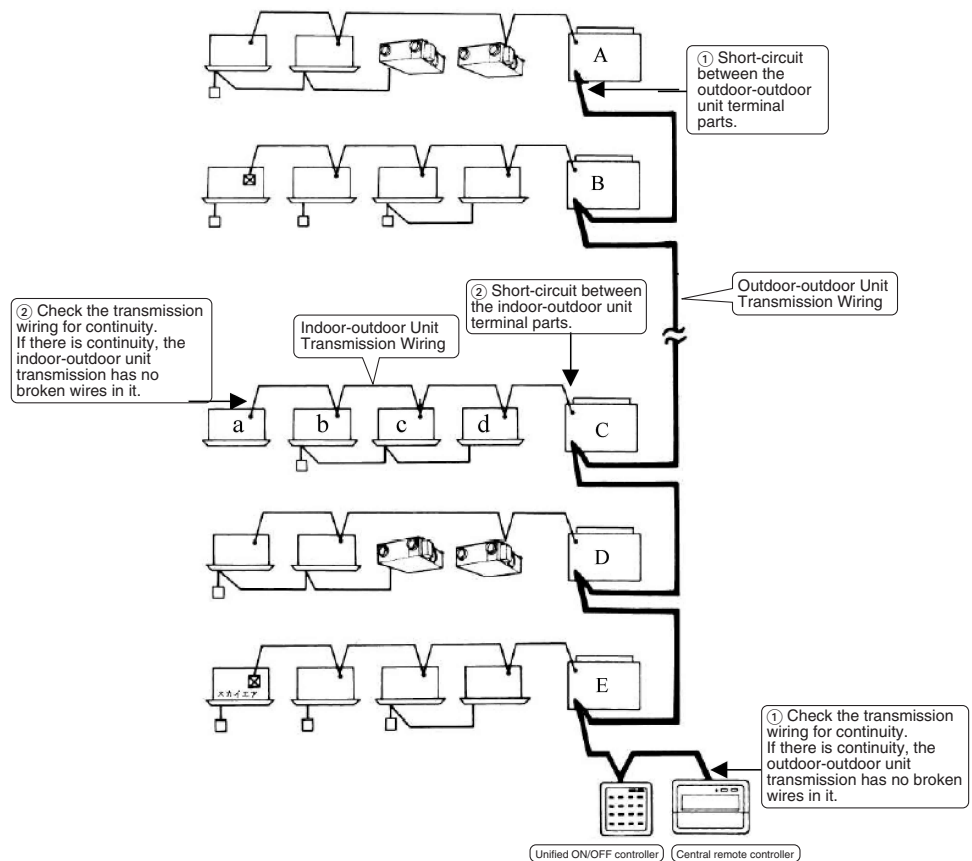 A
① Short-circuit
between the
outdoor-outdoor
unit terminal
parts.
B
② Check the transmission
wiring for continuity.
If there is continuity, the
indoor-outdoor unit
transmission has no
broken wires in it.
Indoor-outdoor Unit
Transmission Wiring
② Short-circuit between
the indoor-outdoor unit
terminal parts.
Outdoor-outdoor Unit
Transmission Wiring
a
b
c
d
C
D
スカイエア
E
① Check the transmission
wiring for continuity.
If there is continuity, the
outdoor-outdoor unit
transmission has no broken
wires in it.
Unified ON/OFF controller
Central remote controller